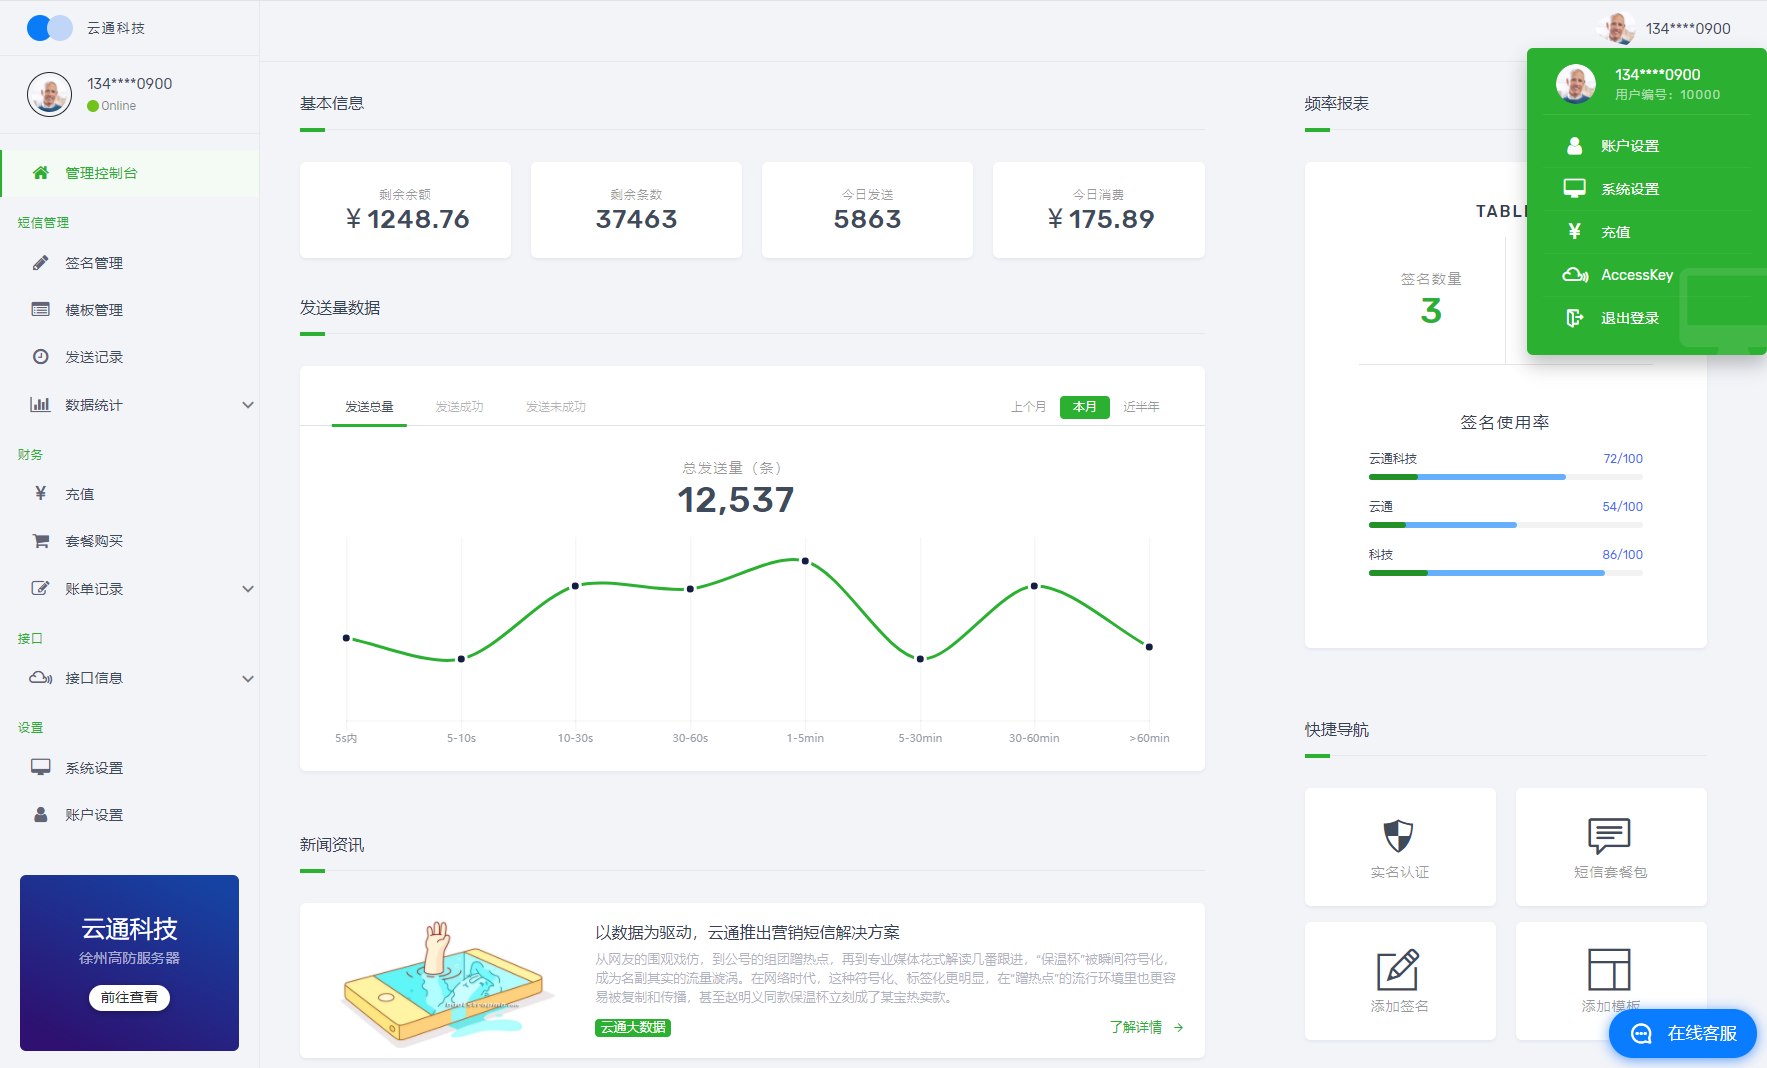 云通科技
134****0900
Online
管理控制台
短信管理
签名管理
模板管理
发送记录
数据统计
财务
¥ 充值
套餐购买
账单记录
接口
接口信息
设置
系统设置
账户设置
云通科技
徐州高防服务器
前往查看
134****0900
134****0900
用户编号：10000
账户设置
系统设置
¥ 充值
AccessKey
退出登录
基本信息
剩余余额
¥1248.76
剩余条数
37463
今日发送
5863
今日消费
¥175.89
发送量数据
发送总量
发送成功
发送未成功
上个月
本月
近半年
总发送量（条）
12,537
5s内
5-10s
10-30s
30-60s
1-5min
5-30min
30-60min
>60min
新闻资讯
以数据为驱动，云通推出营销短信解决方案
从网友的围观戏仿，到公号的组团蹭热点，再到专业媒体花式解读几番跟进，“保温杯”被瞬间符号化，
成为名副其实的流量漩涡。在网络时代，这种符号化、标签化更明显，在“蹭热点”的流行环境里也更容
易被复制和传播，甚至赵明义同款保温杯立刻成了某宝热卖款。
云通大数据
了解详情
频率报表
签名数量
3
签名使用率
云通科技
72/100
云通
54/100
科技
86/100
快捷导航
实名认证
短信套餐包
添加签名
添加模板
在线客服